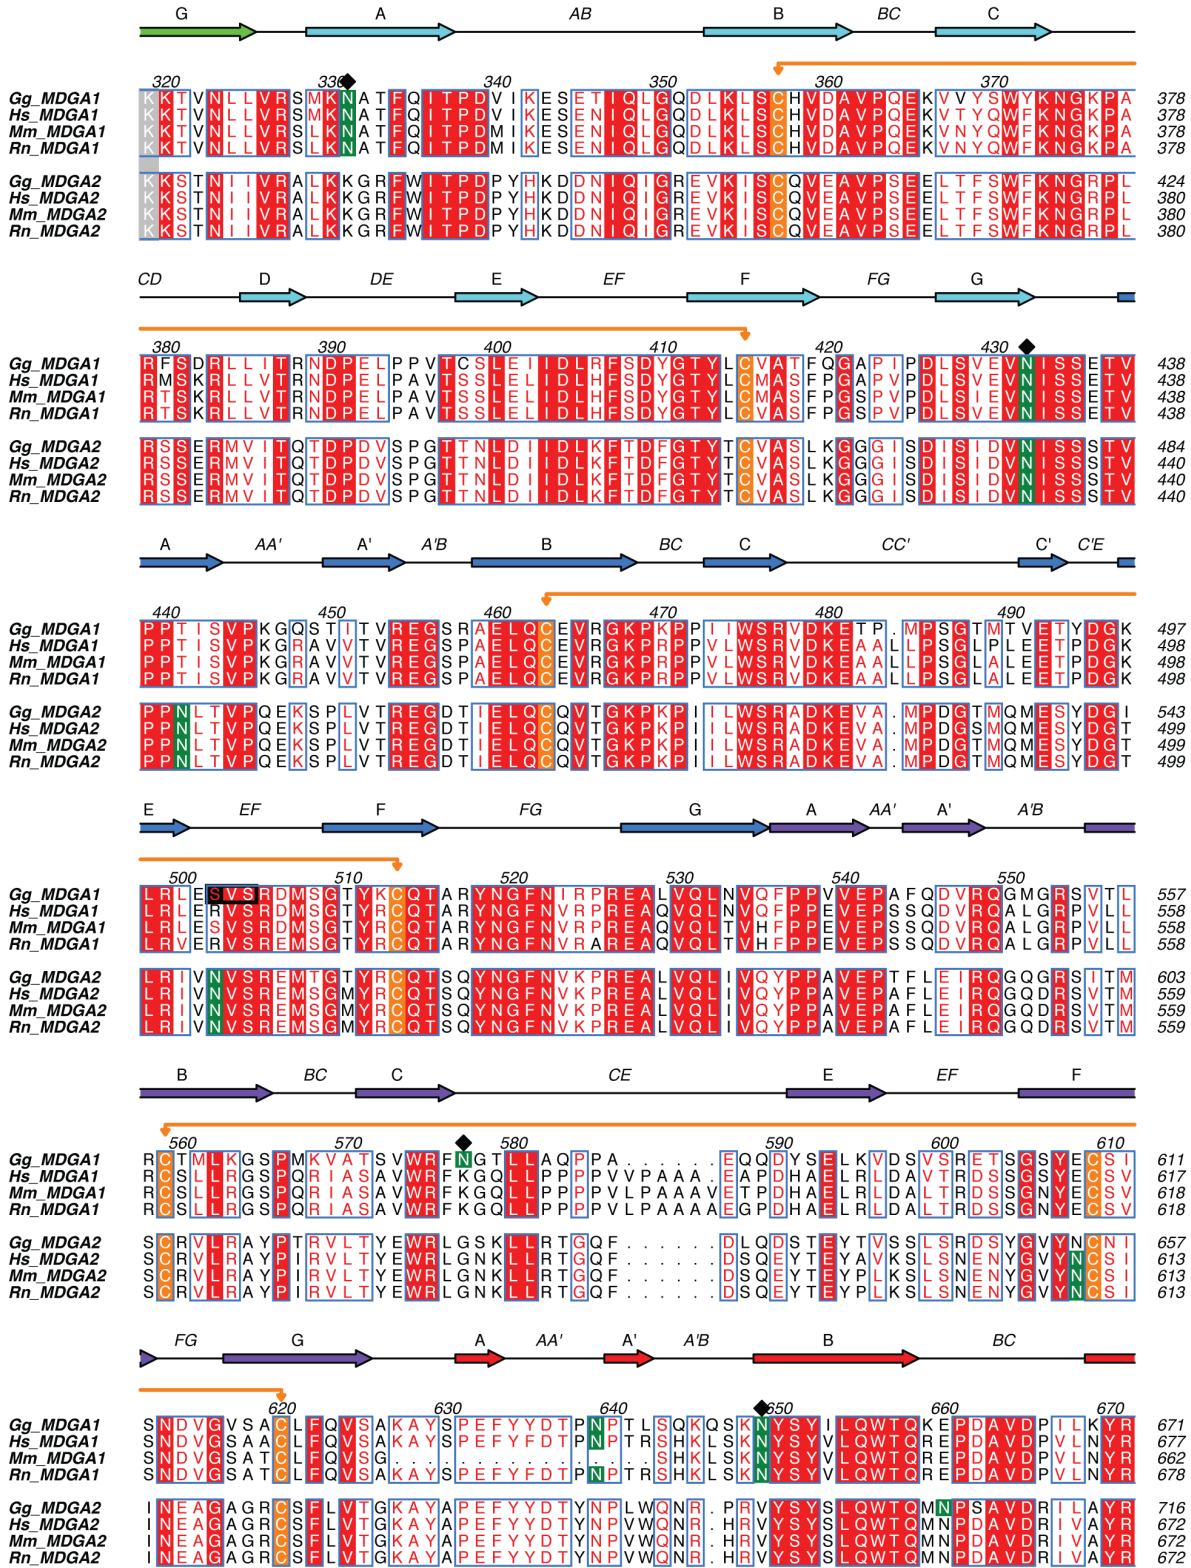 G A AB B BC C
320 330 340 350 360 370
Gg_MDGA1 KKTVNLLVRSMKNATFQITPDVIKESETIQLGQDLKLSCHVDAVPQEKVVYSWYKNGKPA 378
Hs_MDGA1 KKTVNLLVRSMKNATFQITPDVIKESENIQLGQDLKLSCHVDAVPQEKVTYQWFKNGKPA 378
Mm_MDGA1 KKTVNLLVRSLKNATFQITPDMIKESENIQLGQDLKLSCHVDAVPQEKVNYQWFKNGKPA 378
Rn_MDGA1 KKTVNLLVRSLKNATFQITPDMIKESENIQLGQDLKLSCHVDAVPQEKVNYQWFKNGKPA 378
Gg_MDGA2 KKSTNIIVRALKKGRFWITPDPYHKDDNIQIGREVKISCQVEAVPSEELTFSWFKNGRPL 424
Hs_MDGA2 KKSTNIIVRALKKGRFWITPDPYHKDDNIQIGREVKISCQVEAVPSEELTFSWFKNGRPL 380
Mm_MDGA2 KKSTNIIVRALKKGRFWITPDPYHKDDNIQIGREVKISCQVEAVPSEELTFSWFKNGRPL 380
Rn_MDGA2 KKSTNIIVRALKKGRFWITPDPYHKDDNIQIGREVKISCQVEAVPSEELTFSWFKNGRPL 380
CD D DE E EF F FG G
380 390 400 410 420 430
Gg_MDGA1 RFSDRLLITRNDPELPPVTCSLEIIDLRFSDYGTYLCVATFQGAPIPDLSVEVNISSETV 438
Hs_MDGA1 RMSKRLLVTRNDPELPAVTSSLELIDLHFSDYGTYLCMASFPGAPVPDLSVEVNISSETV 438
Mm_MDGA1 RTSKRLLVTRNDPELPAVTSSLELIDLHFSDYGTYLCVASFPGSPVPDLSIEVNISSETV 438
Rn_MDGA1 RTSKRLLVTRNDPELPAVTSSLELIDLHFSDYGTYLCVASFPGSPVPDLSIEVNISSETV 438
Gg_MDGA2 RSSERMVITQTDPDVSPGTTNLDIIDLKFTDFGTYTCVASLKGGGISDISIDVNISSSTV 484
Hs_MDGA2 RSSERMVITQTDPDVSPGTTNLDIIDLKFTDFGTYTCVASLKGGGISDISIDVNISSSTV 440
Mm_MDGA2 RSSERMVITQTDPDVSPGTTNLDIIDLKFTDFGTYTCVASLKGGGISDISIDVNISSSTV 440
Rn_MDGA2 RSSERMVITQTDPDVSPGTTNLDIIDLKFTDFGTYTCVASLKGGGISDISIDVNISSSTV 440
A AA' A' A'B B BC C CC' C' C'E
440 450 460 470 480 490
Gg_MDGA1 PPTISVPKGQSTITVREGSRAELQCEVRGKPKPPIIWSRVDKETP.MPSGTMTVETYDGK 497
Hs_MDGA1 PPTISVPKGRAVVTVREGSPAELQCEVRGKPRPPVLWSRVDKEAALLPSGLPLEETPDGK 498
Mm_MDGA1 PPTISVPKGRAVVTVREGSPAELQCEVRGKPRPPVLWSRVDKEAALLPSGLALEETPDGK 498
Rn_MDGA1 PPTISVPKGRAVVTVREGSPAELQCEVRGKPRPPVLWSRVDKEAALLPSGLALEETPDGK 498
Gg_MDGA2 PPNLTVPQEKSPLVTREGDTIELQCQVTGKPKPIILWSRADKEVA.MPDGTMQMESYDGI 543
Hs_MDGA2 PPNLTVPQEKSPLVTREGDTIELQCQVTGKPKPIILWSRADKEVA.MPDGSMQMESYDGT 499
Mm_MDGA2 PPNLTVPQEKSPLVTREGDTIELQCQVTGKPKPIILWSRADKEVA.MPDGTMQMESYDGT 499
Rn_MDGA2 PPNLTVPQEKSPLVTREGDTIELQCQVTGKPKPIILWSRADKEVA.MPDGTMQMESYDGT 499
E EF F FG G A AA' A' A'B
500 510 520 530 540 550
Gg_MDGA1 LRLESVSRDMSGTYKCQTARYNGFNIRPREALVQLNVQFPPVVEPAFQDVRQGMGRSVTL 557
Hs_MDGA1 LRLERVSRDMSGTYRCQTARYNGFNVRPREAQVQLNVQFPPEVEPSSQDVRQALGRPVLL 558
Mm_MDGA1 LRLESVSRDMSGTYRCQTARYNGFNVRPREAQVQLTVHFPPEVEPSSQDVRQALGRPVLL 558
Rn_MDGA1 LRVERVSREMSGTYRCQTARYNGFNVRAREAQVQLTVHFPPEVEPSSQDVRQALGRPVLL 558
Gg_MDGA2 LRIVNVSREMTGTYRCQTSQYNGFNVKPREALVQLIVQYPPAVEPTFLEIRQGQGRSITM 603
Hs_MDGA2 LRIVNVSREMSGMYRCQTSQYNGFNVKPREALVQLIVQYPPAVEPAFLEIRQGQDRSVTM 559
Mm_MDGA2 LRIVNVSREMSGMYRCQTSQYNGFNVKPREALVQLIVQYPPAVEPAFLEIRQGQDRSVTM 559
Rn_MDGA2 LRIVNVSREMSGMYRCQTSQYNGFNVKPREALVQLIVQYPPAVEPAFLEIRQGQDRSVTM 559
B BC C CE E EF F
560 570 580 590 600 610
Gg_MDGA1 RCTMLKGSPMKVATSVWRFNGTLLAQPPA......EQQDYSELKVDSVSRETSGSYECSI 611
Hs_MDGA1 RCSLLRGSPQRIASAVWRFKGQLLPPPPVVPAAA.EAPDHAELRLDAVTRDSSGSYECSV 617
Mm_MDGA1 RCSLLRGSPQRIASAVWRFKGQLLPPPPVLPAAAVETPDHAELRLDALTRDSSGNYECSV 618
Rn_MDGA1 RCSLLRGSPQRIASAVWRFKGQLLPPPPVLPAAAAEGPDHAELRLDALTRDSSGNYECSV 618
Gg_MDGA2 SCRVLRAYPTRVLTYEWRLGSKLLRTGQF......DLQDSTEYTVSSLSRDSYGVYNCNI 657
Hs_MDGA2 SCRVLRAYPIRVLTYEWRLGNKLLRTGQF......DSQEYTEYAVKSLSNENYGVYNCSI 613
Mm_MDGA2 SCRVLRAYPIRVLTYEWRLGNKLLRTGQF......DSQEYTEYPLKSLSNENYGVYNCSI 613
Rn_MDGA2 SCRVLRAYPIRVLTYEWRLGNKLLRTGQF......DSQEYTEYPLKSLSNENYGVYNCSI 613
FG G A AA' A' A'B B BC
620 630 640 650 660 670
Gg_MDGA1 SNDVGVSACLFQVSAKAYSPEFYYDTPNPTLSQKQSKNYSYILQWTQKEPDAVDPILKYR 671
Hs_MDGA1 SNDVGSAACLFQVSAKAYSPEFYFDTPNPTRSHKLSKNYSYVLQWTQREPDAVDPVLNYR 677
Mm_MDGA1 SNDVGSATCLFQVSG................SHKLSKNYSYVLQWTQREPDAVDPVLNYR 662
Rn_MDGA1 SNDVGSATCLFQVSAKAYSPEFYFDTPNPTRSHKLSKNYSYVLQWTQREPDAVDPVLNYR 678
Gg_MDGA2 INEAGAGRCSFLVTGKAYAPEFYYDTYNPLWQNR.PRVYSYSLQWTQMNPSAVDRILAYR 716
Hs_MDGA2 INEAGAGRCSFLVTGKAYAPEFYYDTYNPVWQNR.HRVYSYSLQWTQMNPDAVDRIVAYR 672
Mm_MDGA2 INEAGAGRCSFLVTGKAYAPEFYYDTYNPVWQNR.HRVYSYSLQWTQMNPDAVDRIVAYR 672
Rn_MDGA2 INEAGAGRCSFLVTGKAYAPEFYYDTYNPVWQNR.HRVYSYSLQWTQMNPDAVDRIVAYR 672